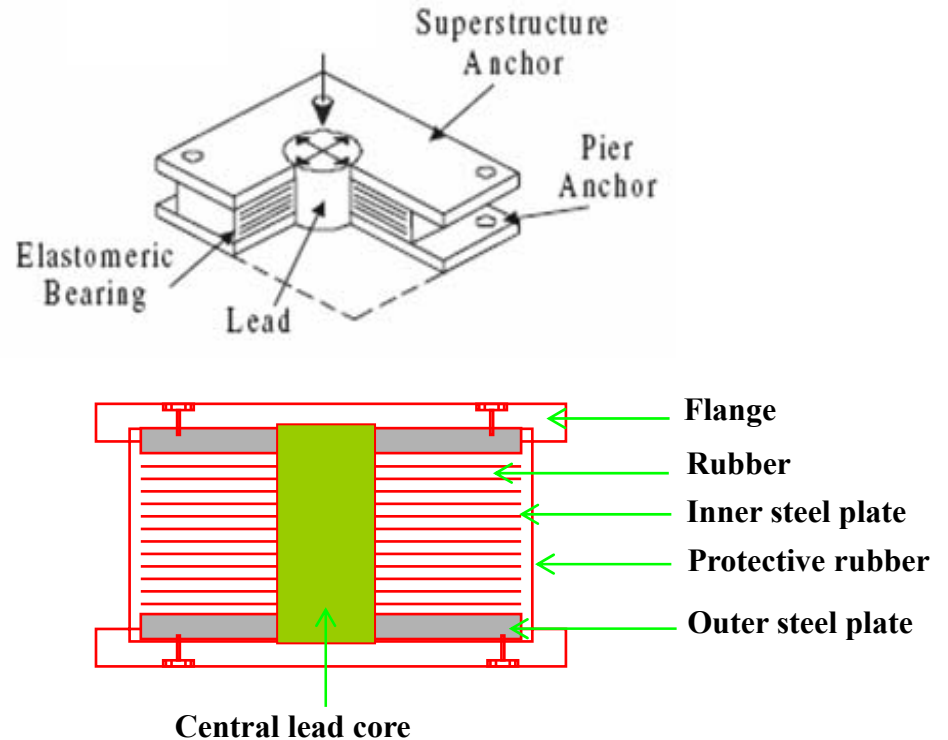 Superstructure
Anchor
Pier
Anchor
Elastomeric
Bearing
Lead
Flange
Rubber
Inner steel plate
Protective rubber
Outer steel plate
Central lead core